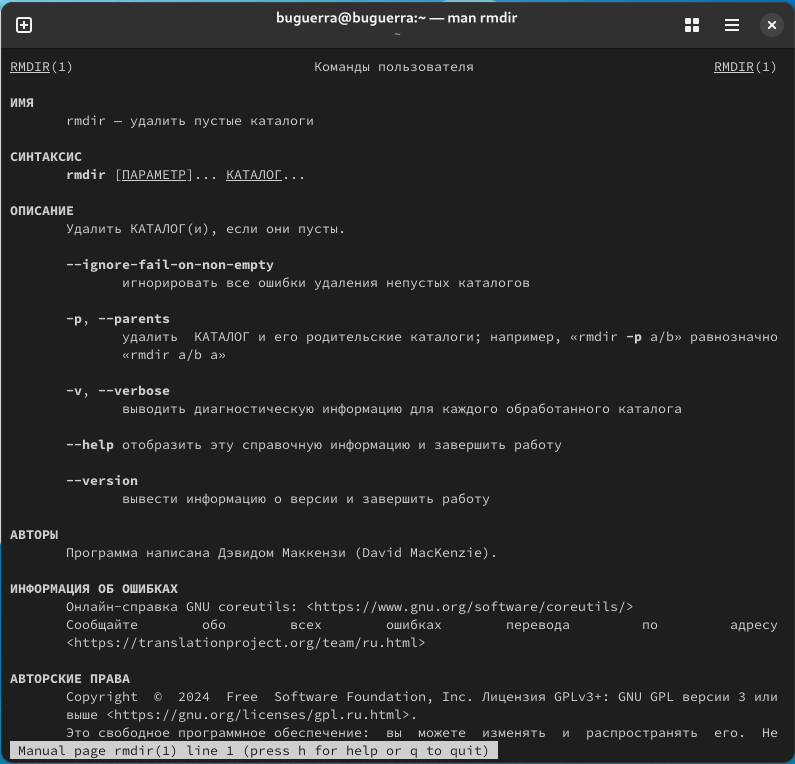 buguerra@buguerra:~ — man rmdir
~
RMDIR(1) Команды пользователя RMDIR(1)
ИМЯ
rmdir — удалить пустые каталоги
СИНТАКСИС
rmdir [ПАРАМЕТР]... КАТАЛОГ...
ОПИСАНИЕ
Удалить КАТАЛОГ(и), если они пусты.
--ignore-fail-on-non-empty
игнорировать все ошибки удаления непустых каталогов
-p, --parents
удалить КАТАЛОГ и его родительские каталоги; например, «rmdir -p a/b» равнозначно
«rmdir a/b a»
-v, --verbose
выводить диагностическую информацию для каждого обработанного каталога
--help отобразить эту справочную информацию и завершить работу
--version
вывести информацию о версии и завершить работу
АВТОРЫ
Программа написана Дэвидом Маккензи (David MacKenzie).
ИНФОРМАЦИЯ ОБ ОШИБКАХ
Онлайн-справка GNU coreutils: <https://www.gnu.org/software/coreutils/>
Сообщайте обо всех ошибках перевода по адресу
<https://translationproject.org/team/ru.html>
АВТОРСКИЕ ПРАВА
Copyright © 2024 Free Software Foundation, Inc. Лицензия GPLv3+: GNU GPL версии 3 или
выше <https://gnu.org/licenses/gpl.ru.html>.
Это свободное программное обеспечение: вы можете изменять и распространять его. Не
Manual page rmdir(1) line 1 (press h for help or q to quit)